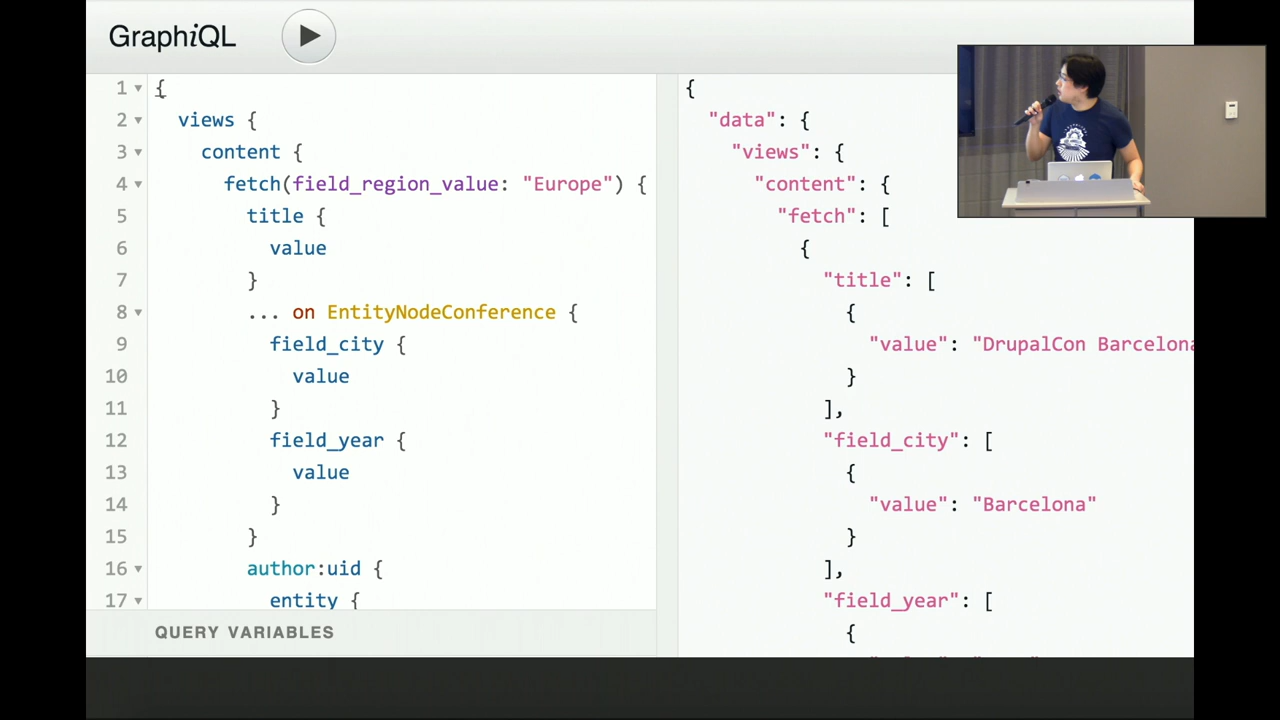 GraphiQL
1 {
2 views {
3 content {
4 fetch(field_region_value: "Europe") {
5 title {
6 value
7 }
8 ... on EntityNodeConference {
9 field_city {
10 value
11 }
12 field_year {
13 value
14 }
15 }
16 author:uid {
17 entity {
QUERY VARIABLES
{
"data": {
"views": {
"content": {
"fetch": [
{
"title": [
{
"value": "DrupalCon Barcelona
}
],
"field_city": [
{
"value": "Barcelona"
}
],
"field_year": [
{